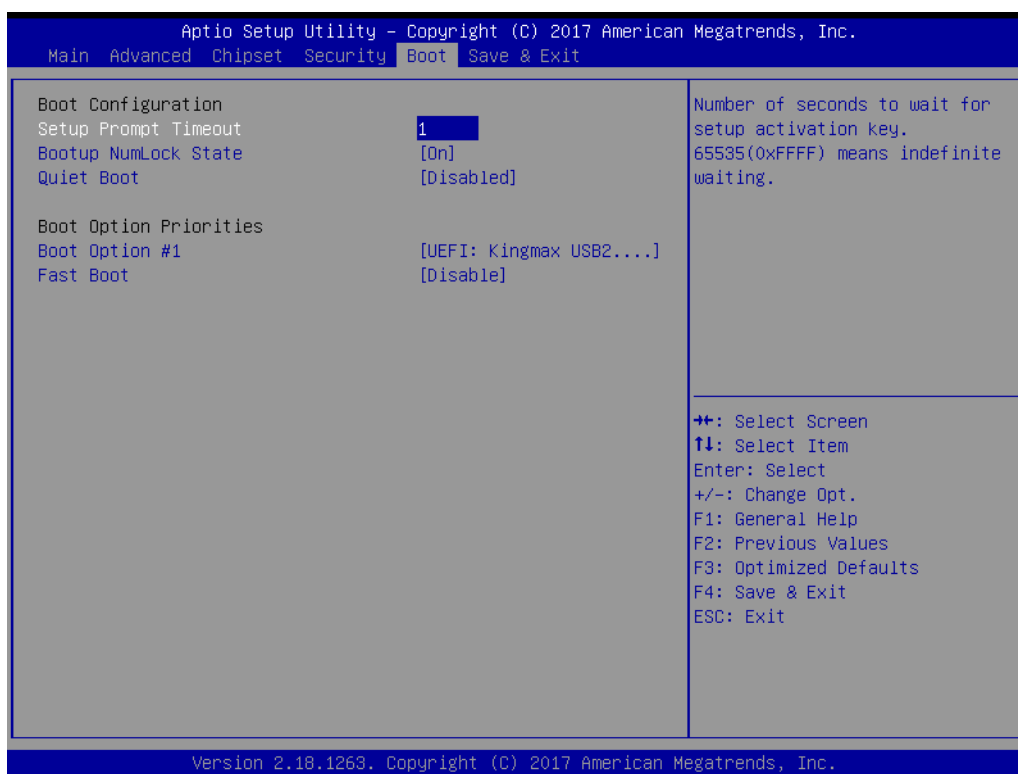 Aptio Setup Utility – Copyright (C) 2017 American Megatrends, Inc.
Main Advanced Chipset Security Boot Save & Exit
Boot Configuration
Setup Prompt Timeout 1
Bootup NumLock State [On]
Quiet Boot [Disabled]
Boot Option Priorities
Boot Option #1 [UEFI: Kingmax USB2....]
Fast Boot [Disable]
Number of seconds to wait for
setup activation key.
65535(0xFFFF) means indefinite
waiting.
→←: Select Screen
↑↓: Select Item
Enter: Select
+/-: Change Opt.
F1: General Help
F2: Previous Values
F3: Optimized Defaults
F4: Save & Exit
ESC: Exit
Version 2.18.1263. Copyright (C) 2017 American Megatrends, Inc.